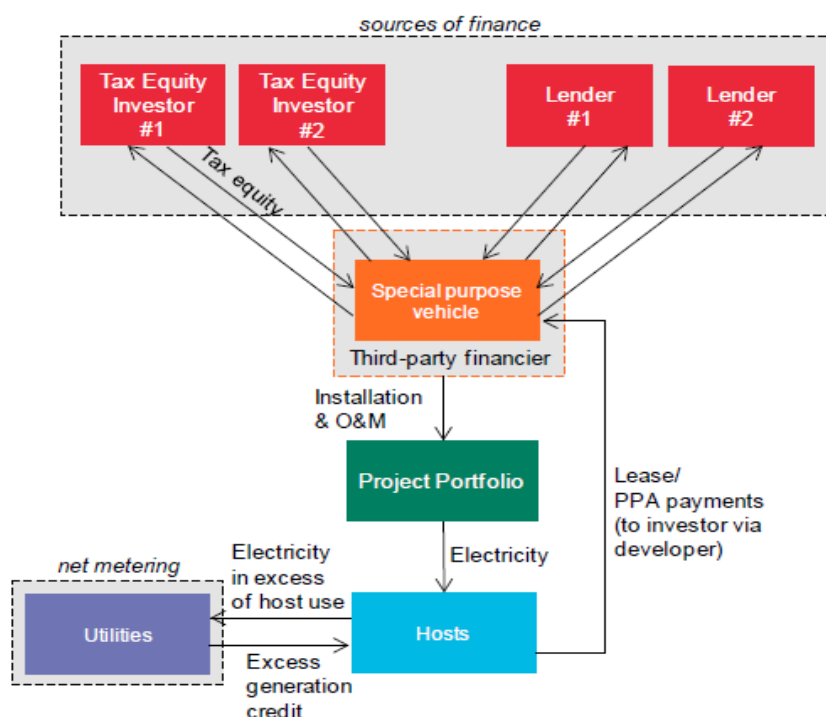 sources of finance
Tax Equity
Investor
#1
Tax Equity
Investor
#2
Lender
#1
Lender
#2
Tax equity
Special purpose
vehicle
Third-party financier
Installation
& O&M
Project Portfolio
Lease/
PPA payments
(to investor via
developer)
Electricity
net metering
Electricity
in excess
of host use
Utilities
Hosts
Excess
generation
credit